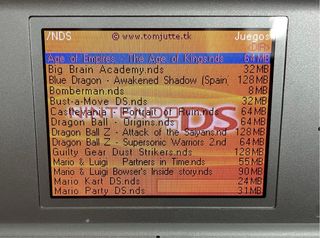 /NDS © www.tomjutte.tk Juegos
<DIR>
Age of Empires - The Age of Kings.nds 64MB
Big Brain Academy.nds 32MB
Blue Dragon - Awakened Shadow (Spain) 128MB
Bomberman.nds 8MB
Bust-a-Move DS.nds 32MB
Castlevania - Portrait of Ruin.nds 64MB
Dragon Ball - Origins.nds 64MB
Dragon Ball Z - Attack of the Saiyans.nd 128MB
Dragon Ball Z - Supersonic Warriors 2.nd 64MB
Guilty Gear Dust Strikers.nds 128MB
Mario & Luigi Partners in Time.nds 55MB
Mario & Luigi Bowser's Inside story.nds 90MB
Mario Kart DS.nds 24MB
Mario Party DS.nds 31MB
NINTENDO DS